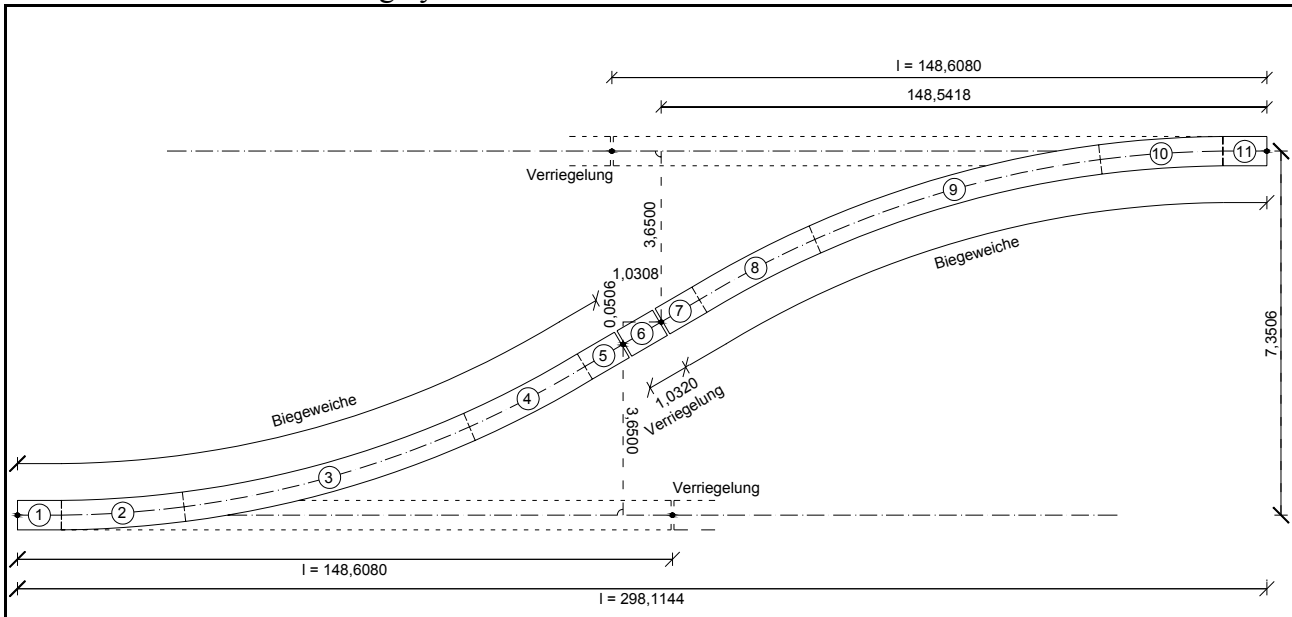 l = 148,6080
148,5418
10
11
Verriegelung
9
3,6500
Biegeweiche
8
1,0308
0,0506
7
6
7,3506
5
1,0320
Verriegelung
4
Biegeweiche
3,6500
3
Verriegelung
1
2
l = 148,6080
l = 298,1144